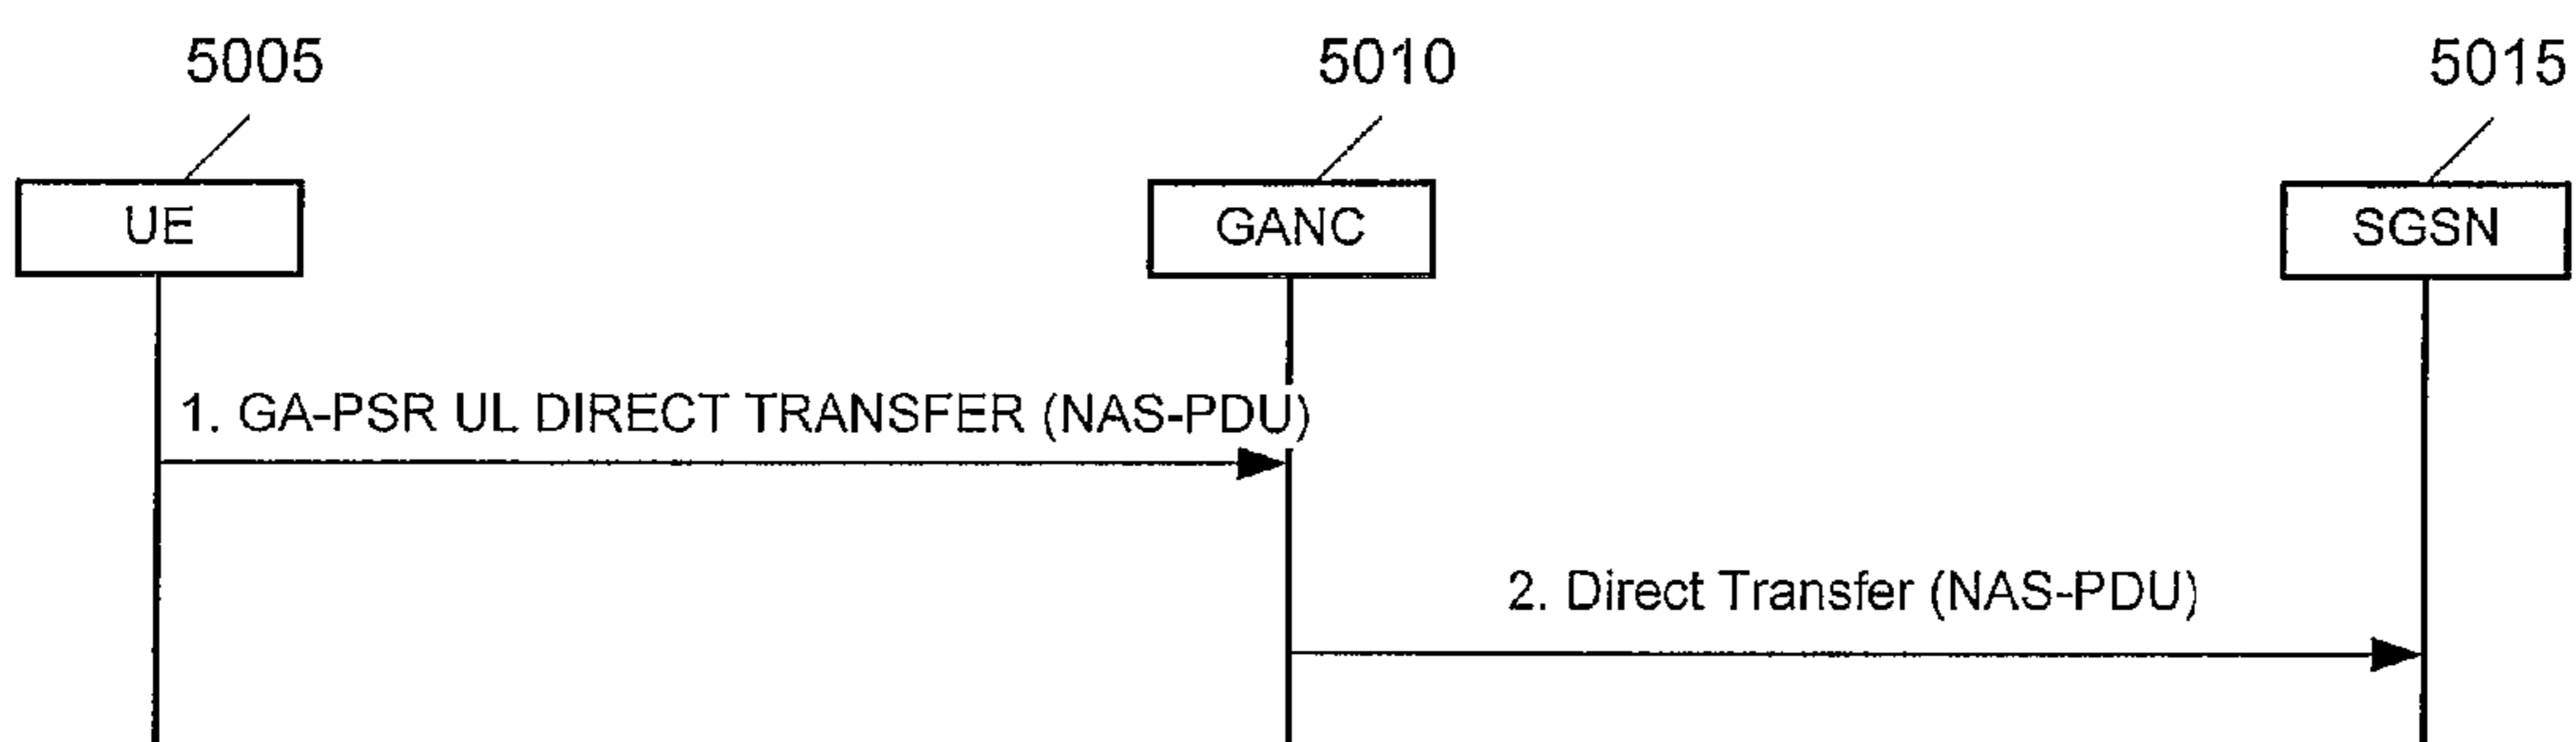 5005
5010
5015
UE
GANC
SGSN
1. GA-PSR UL DIRECT TRANSFER (NAS-PDU)
2. Direct Transfer (NAS-PDU)